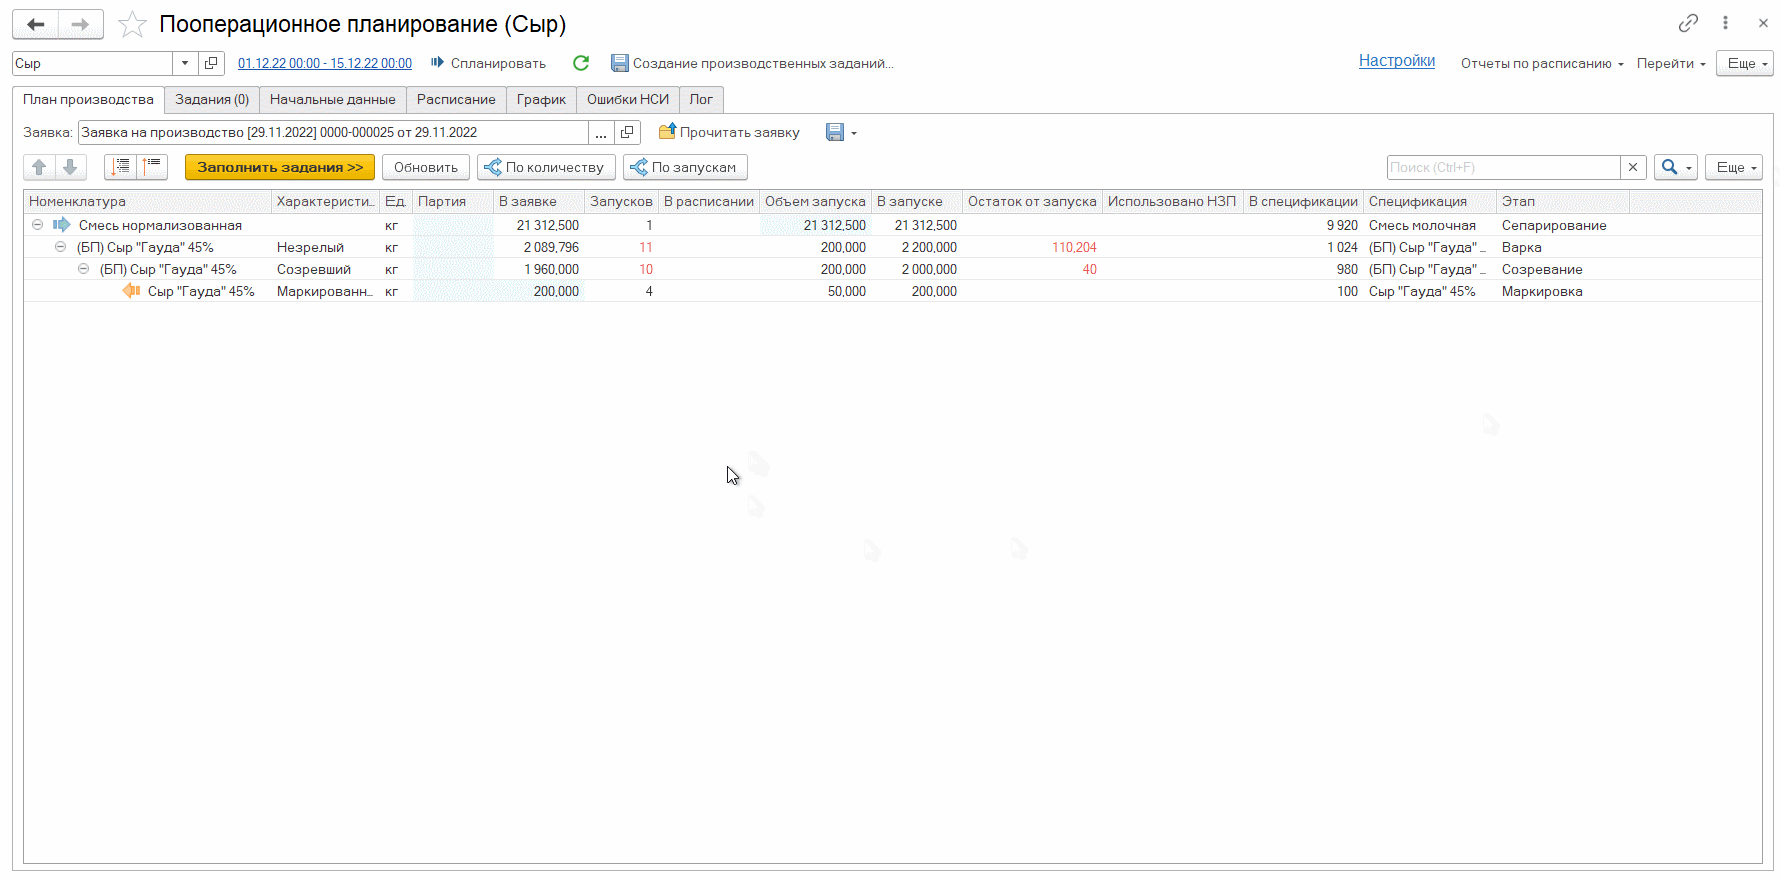 Пооперационное планирование (Сыр)
Сыр 01.12.22 00:00 - 15.12.22 00:00 Спланировать Создание производственных заданий... Настройки Отчеты по расписанию Перейти Еще
План производства Задания (0) Начальные данные Расписание График Ошибки НСИ Лог
Заявка: Заявка на производство [29.11.2022] 0000-000025 от 29.11.2022 ... Прочитать заявку
Заполнить задания >> Обновить По количеству По запускам Поиск (Ctrl+F) Еще
Номенклатура Характеристи... Ед. Партия В заявке Запусков В расписании Объем запуска В запуске Остаток от запуска Использовано НЗП В спецификации Спецификация Этап
Смесь нормализованная кг 21 312,500 1 21 312,500 21 312,500 9 920 Смесь молочная Сепарирование
(БП) Сыр "Гауда" 45% Незрелый кг 2 089,796 11 200,000 2 200,000 110,204 1 024 (БП) Сыр "Гауда" ... Варка
(БП) Сыр "Гауда" 45% Созревший кг 1 960,000 10 200,000 2 000,000 40 980 (БП) Сыр "Гауда" ... Созревание
Сыр "Гауда" 45% Маркированн... кг 200,000 4 50,000 200,000 100 Сыр "Гауда" 45% Маркировка